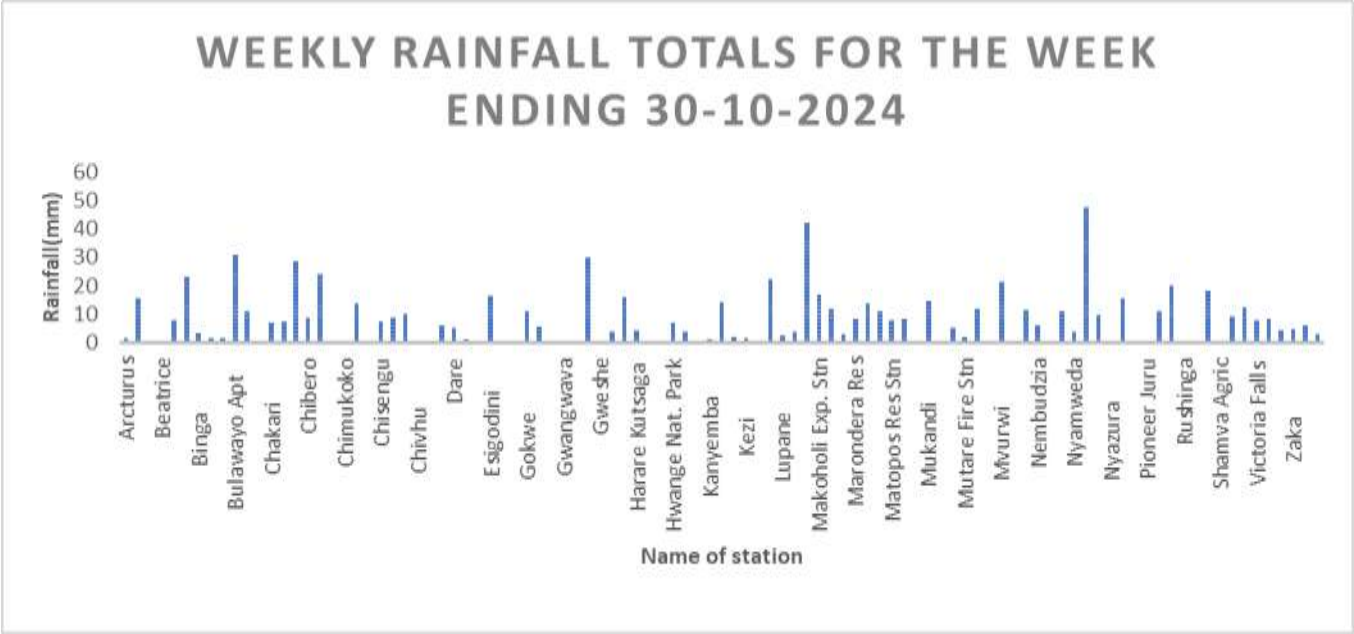 WEEKLY RAINFALL TOTALS FOR THE WEEK
ENDING 30-10-2024
Rainfall(mm)
60
50
40
30
20
10
0
Arcturus
Beatrice
Binga
Bulawayo Apt
Chakari
Chibero
Chimukoko
Chisengu
Chivhu
Dare
Esigodini
Gokwe
Gwangwava
Gweshe
Harare Kutsaga
Hwange Nat. Park
Kanyemba
Kezi
Lupane
Makoholi Exp. Stn
Marondera Res
Matopos Res Stn
Mukandi
Mutare Fire Stn
Mvurwi
Nembudzia
Nyamweda
Nyazura
Pioneer Juru
Rushinga
Shamva Agric
Victoria Falls
Zaka
Name of station